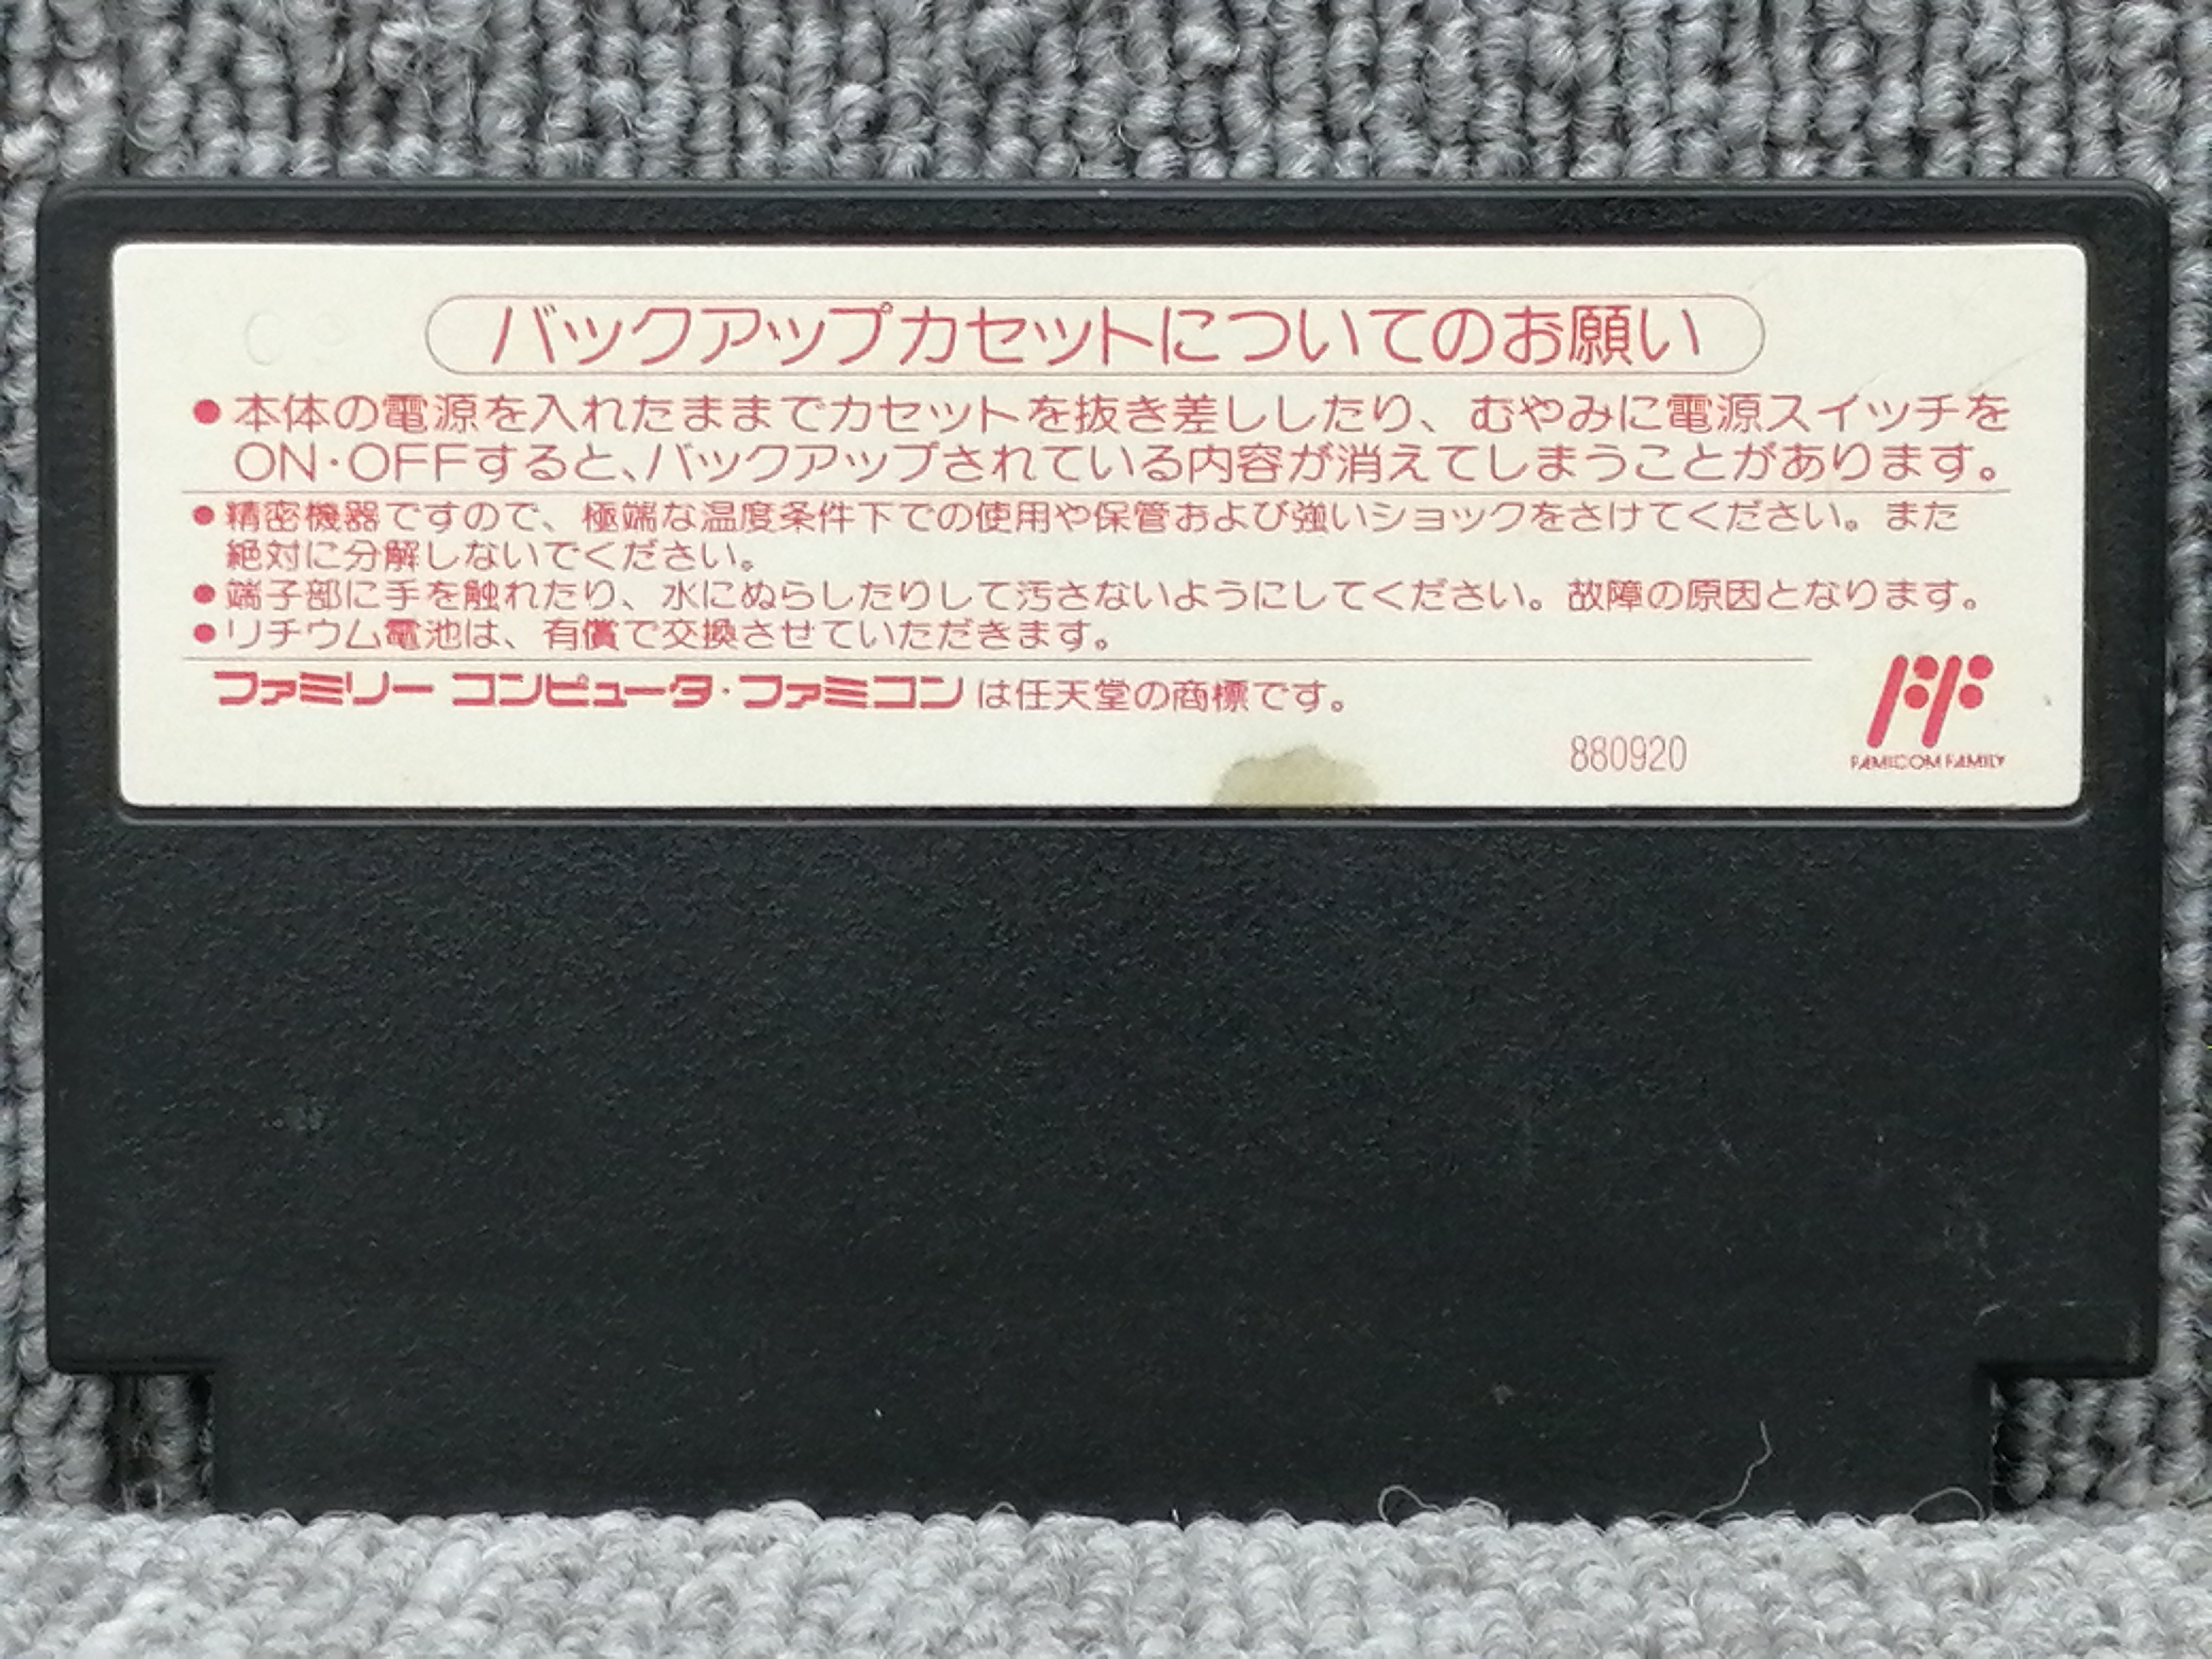 バックアップカセットについてのお願い
●本体の電源を入れたままでカセットを抜き差ししたり、むやみに電源スイッチを
ON・OFFすると、バックアップされている内容が消えてしまうことがあります。
●精密機器ですので、極端な温度条件下での使用や保管および強いショックをさけてください。また
絶対に分解しないでください。
●端子部に手を触れたり、水にぬらしたりして汚さないようにしてください。故障の原因となります。
●リチウム電池は、有償で交換させていただきます。
ファミリー コンピュータ・ファミコン は任天堂の商標です。
880920
FAMICOM FAMILY